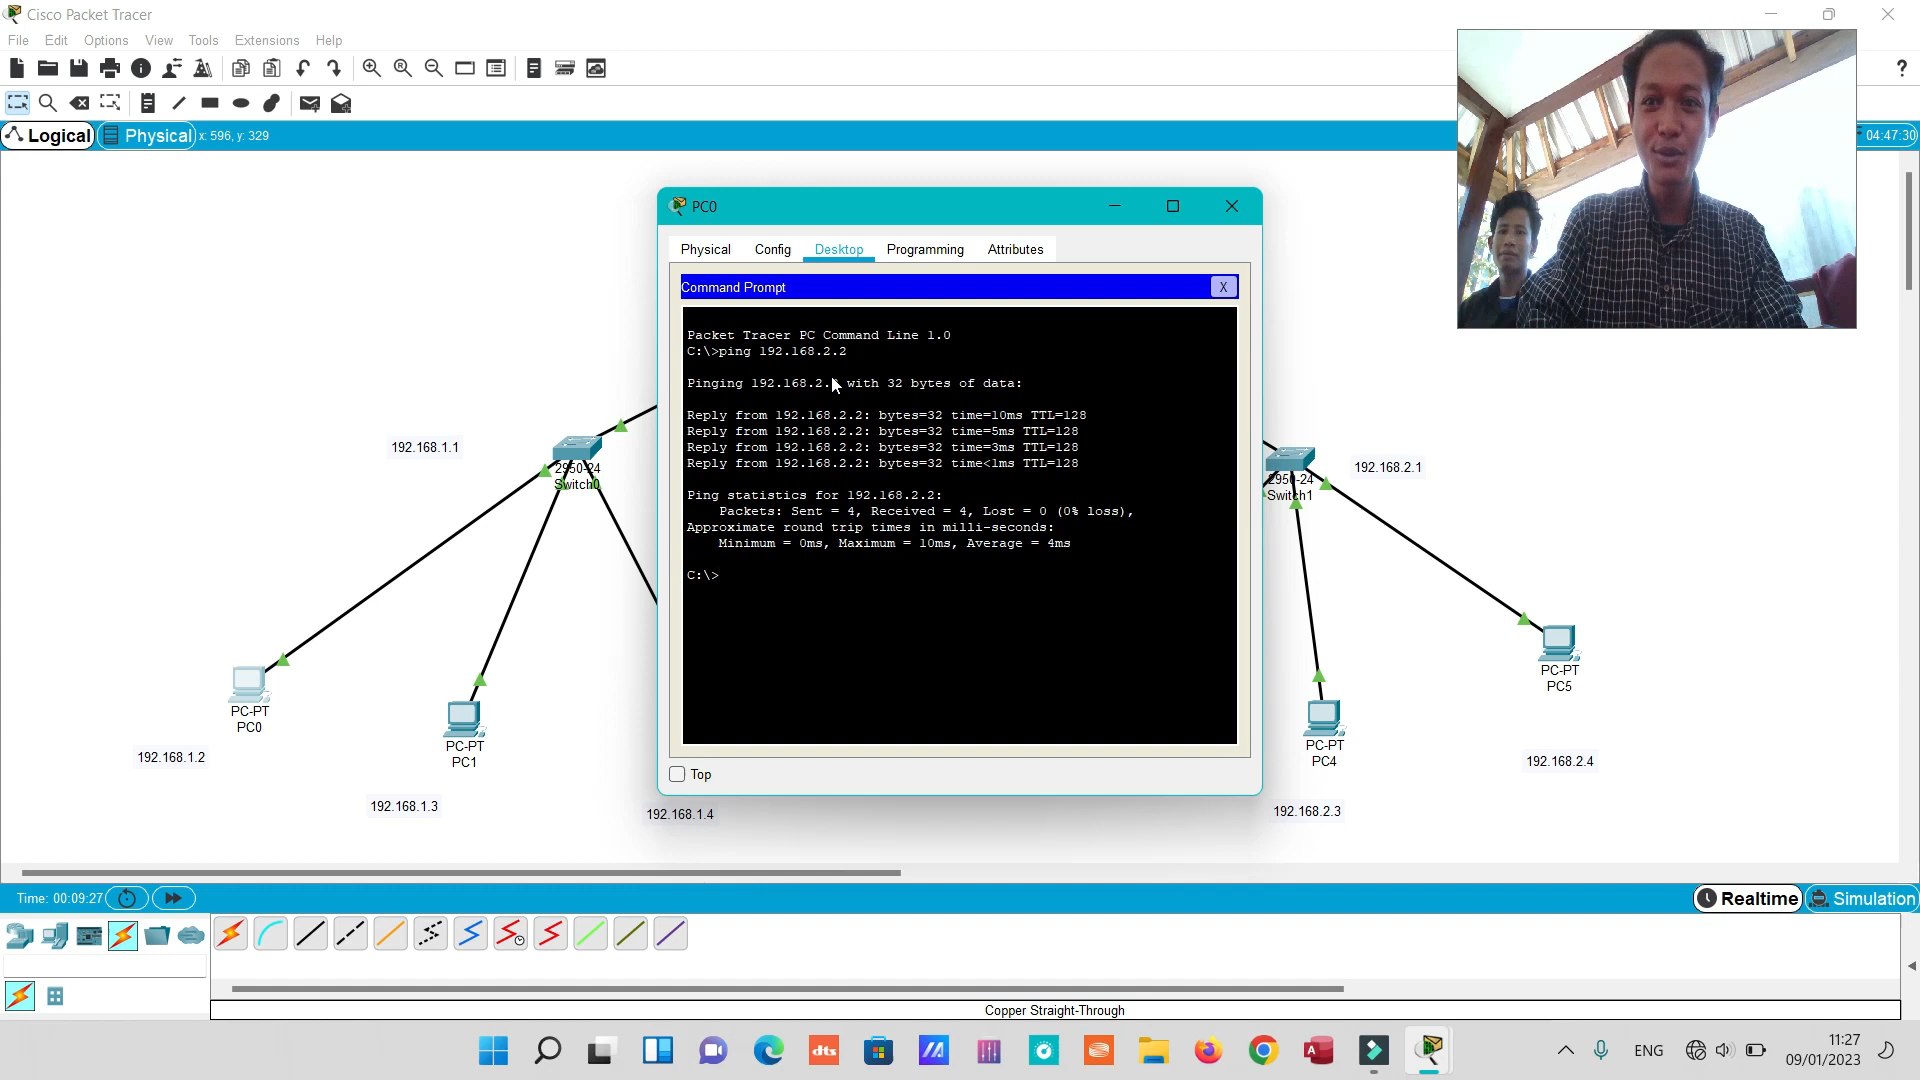 Cisco Packet Tracer
File Edit Options View Tools Extensions Help
Logical Physical x: 596, y: 329
04:47:30
PC0
Physical Config Desktop Programming Attributes
Command Prompt X
Packet Tracer PC Command Line 1.0
C:\>ping 192.168.2.2
Pinging 192.168.2. with 32 bytes of data:
Reply from 192.168.2.2: bytes=32 time=10ms TTL=128
Reply from 192.168.2.2: bytes=32 time=5ms TTL=128
Reply from 192.168.2.2: bytes=32 time=3ms TTL=128
Reply from 192.168.2.2: bytes=32 time<1ms TTL=128
Ping statistics for 192.168.2.2:
Packets: Sent = 4, Received = 4, Lost = 0 (0% loss),
Approximate round trip times in milli-seconds:
Minimum = 0ms, Maximum = 10ms, Average = 4ms
C:\>
Top
192.168.1.1
2950-24
Switch0
2950-24
Switch1
192.168.2.1
PC-PT
PC0
192.168.1.2
PC-PT
PC1
192.168.1.3
192.168.1.4
PC-PT
PC4
192.168.2.3
PC-PT
PC5
192.168.2.4
Time: 00:09:27
Realtime Simulation
Copper Straight-Through
dts
A
ENG
11:27
09/01/2023